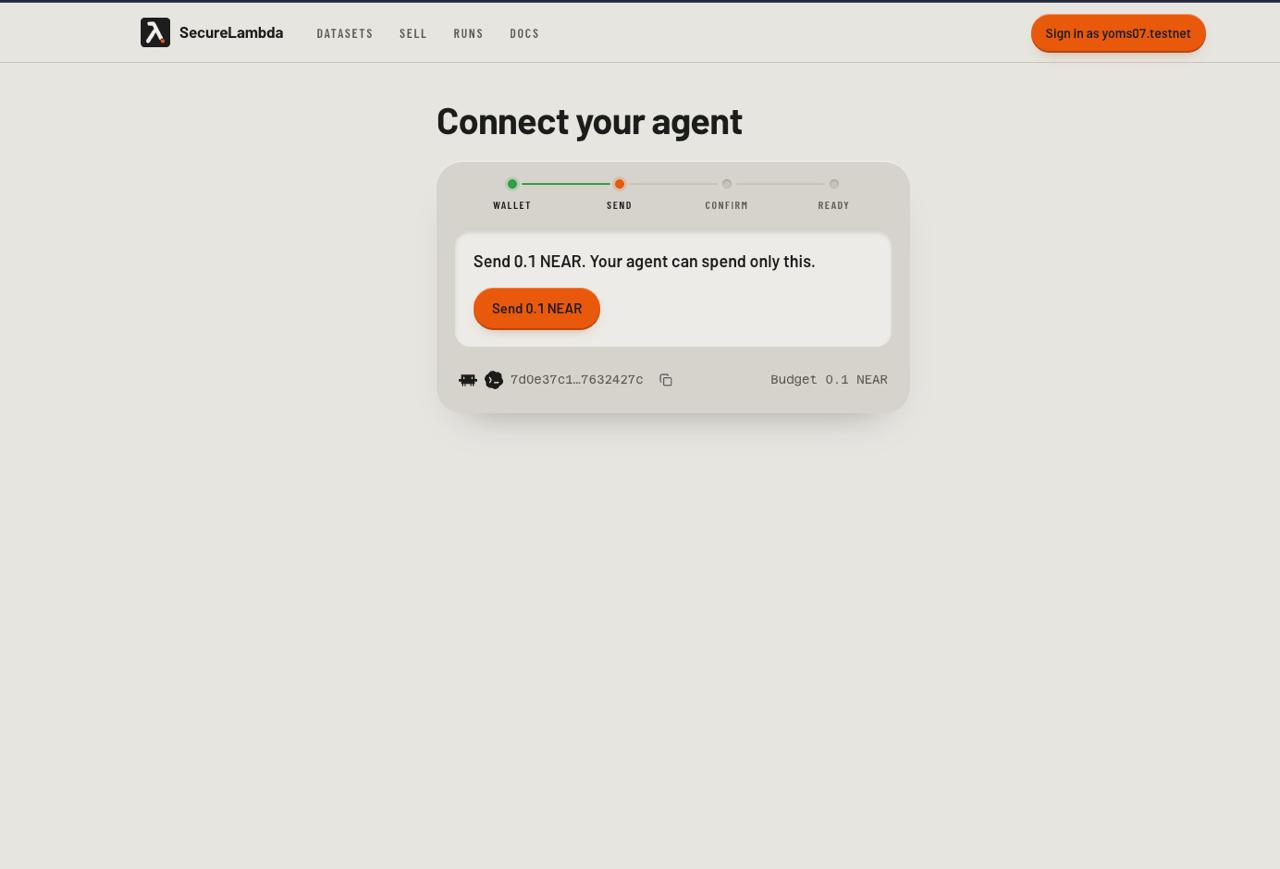 SecureLambda
DATASETS
SELL
RUNS
DOCS
Sign in as yoms07.testnet
Connect your agent
WALLET
SEND
CONFIRM
READY
Send 0.1 NEAR. Your agent can spend only this.
Send 0.1 NEAR
7d0e37c1…7632427c
Budget 0.1 NEAR